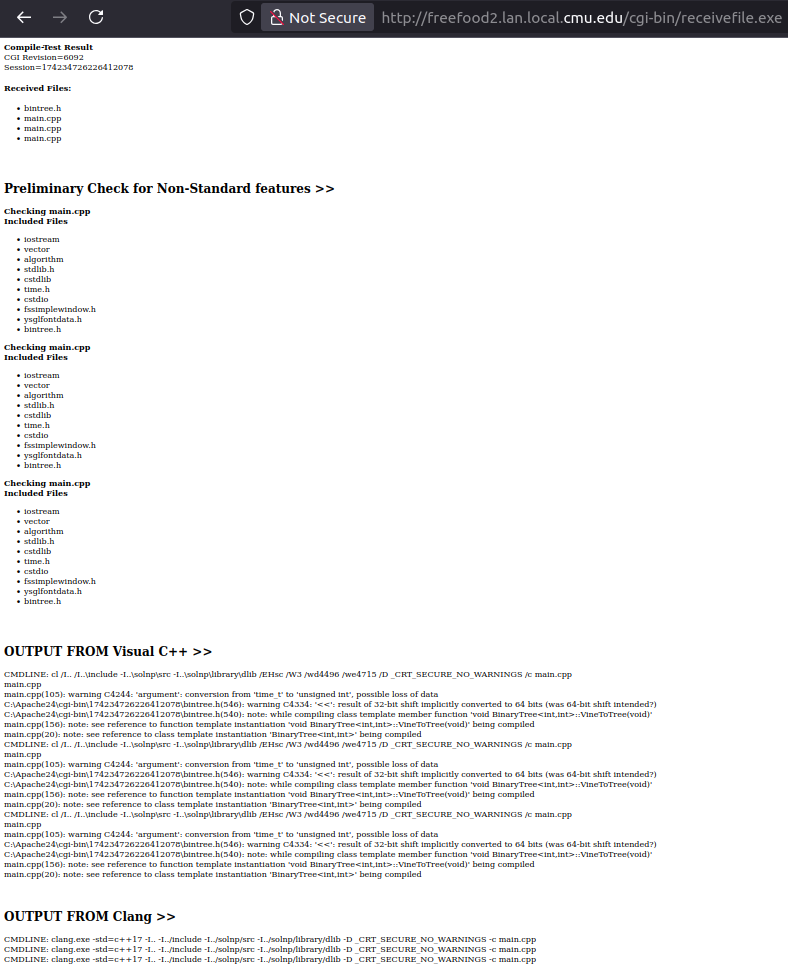 Not Secure
http://freefood2.lan.local.cmu.edu/cgi-bin/receivefile.exe
Compile-Test Result
CGI Revision=6092
Session=174234726226412078
Received Files:
• bintree.h
• main.cpp
• main.cpp
• main.cpp
Preliminary Check for Non-Standard features >>
Checking main.cpp
Included Files
• iostream
• vector
• algorithm
• stdlib.h
• cstdlib
• time.h
• cstdio
• fssimplewindow.h
• ysglfontdata.h
• bintree.h
Checking main.cpp
Included Files
• iostream
• vector
• algorithm
• stdlib.h
• cstdlib
• time.h
• cstdio
• fssimplewindow.h
• ysglfontdata.h
• bintree.h
Checking main.cpp
Included Files
• iostream
• vector
• algorithm
• stdlib.h
• cstdlib
• time.h
• cstdio
• fssimplewindow.h
• ysglfontdata.h
• bintree.h
OUTPUT FROM Visual C++ >>
CMDLINE: cl /I.. /I..\include -I..\solnp\src -I..\solnp\library\dlib /EHsc /W3 /wd4496 /we4715 /D _CRT_SECURE_NO_WARNINGS /c main.cpp
main.cpp
main.cpp(105): warning C4244: 'argument': conversion from 'time_t' to 'unsigned int', possible loss of data
C:\Apache24\cgi-bin\174234726226412078\bintree.h(546): warning C4334: '<<': result of 32-bit shift implicitly converted to 64 bits (was 64-bit shift intended?)
C:\Apache24\cgi-bin\174234726226412078\bintree.h(540): note: while compiling class template member function 'void BinaryTree<int,int>::VineToTree(void)'
main.cpp(156): note: see reference to function template instantiation 'void BinaryTree<int,int>::VineToTree(void)' being compiled
main.cpp(20): note: see reference to class template instantiation 'BinaryTree<int,int>' being compiled
CMDLINE: cl /I.. /I..\include -I..\solnp\src -I..\solnp\library\dlib /EHsc /W3 /wd4496 /we4715 /D _CRT_SECURE_NO_WARNINGS /c main.cpp
main.cpp
main.cpp(105): warning C4244: 'argument': conversion from 'time_t' to 'unsigned int', possible loss of data
C:\Apache24\cgi-bin\174234726226412078\bintree.h(546): warning C4334: '<<': result of 32-bit shift implicitly converted to 64 bits (was 64-bit shift intended?)
C:\Apache24\cgi-bin\174234726226412078\bintree.h(540): note: while compiling class template member function 'void BinaryTree<int,int>::VineToTree(void)'
main.cpp(156): note: see reference to function template instantiation 'void BinaryTree<int,int>::VineToTree(void)' being compiled
main.cpp(20): note: see reference to class template instantiation 'BinaryTree<int,int>' being compiled
CMDLINE: cl /I.. /I..\include -I..\solnp\src -I..\solnp\library\dlib /EHsc /W3 /wd4496 /we4715 /D _CRT_SECURE_NO_WARNINGS /c main.cpp
main.cpp
main.cpp(105): warning C4244: 'argument': conversion from 'time_t' to 'unsigned int', possible loss of data
C:\Apache24\cgi-bin\174234726226412078\bintree.h(546): warning C4334: '<<': result of 32-bit shift implicitly converted to 64 bits (was 64-bit shift intended?)
C:\Apache24\cgi-bin\174234726226412078\bintree.h(540): note: while compiling class template member function 'void BinaryTree<int,int>::VineToTree(void)'
main.cpp(156): note: see reference to function template instantiation 'void BinaryTree<int,int>::VineToTree(void)' being compiled
main.cpp(20): note: see reference to class template instantiation 'BinaryTree<int,int>' being compiled
OUTPUT FROM Clang >>
CMDLINE: clang.exe -std=c++17 -I.. -I../include -I../solnp/src -I../solnp/library/dlib -D _CRT_SECURE_NO_WARNINGS -c main.cpp
CMDLINE: clang.exe -std=c++17 -I.. -I../include -I../solnp/src -I../solnp/library/dlib -D _CRT_SECURE_NO_WARNINGS -c main.cpp
CMDLINE: clang.exe -std=c++17 -I.. -I../include -I../solnp/src -I../solnp/library/dlib -D _CRT_SECURE_NO_WARNINGS -c main.cpp